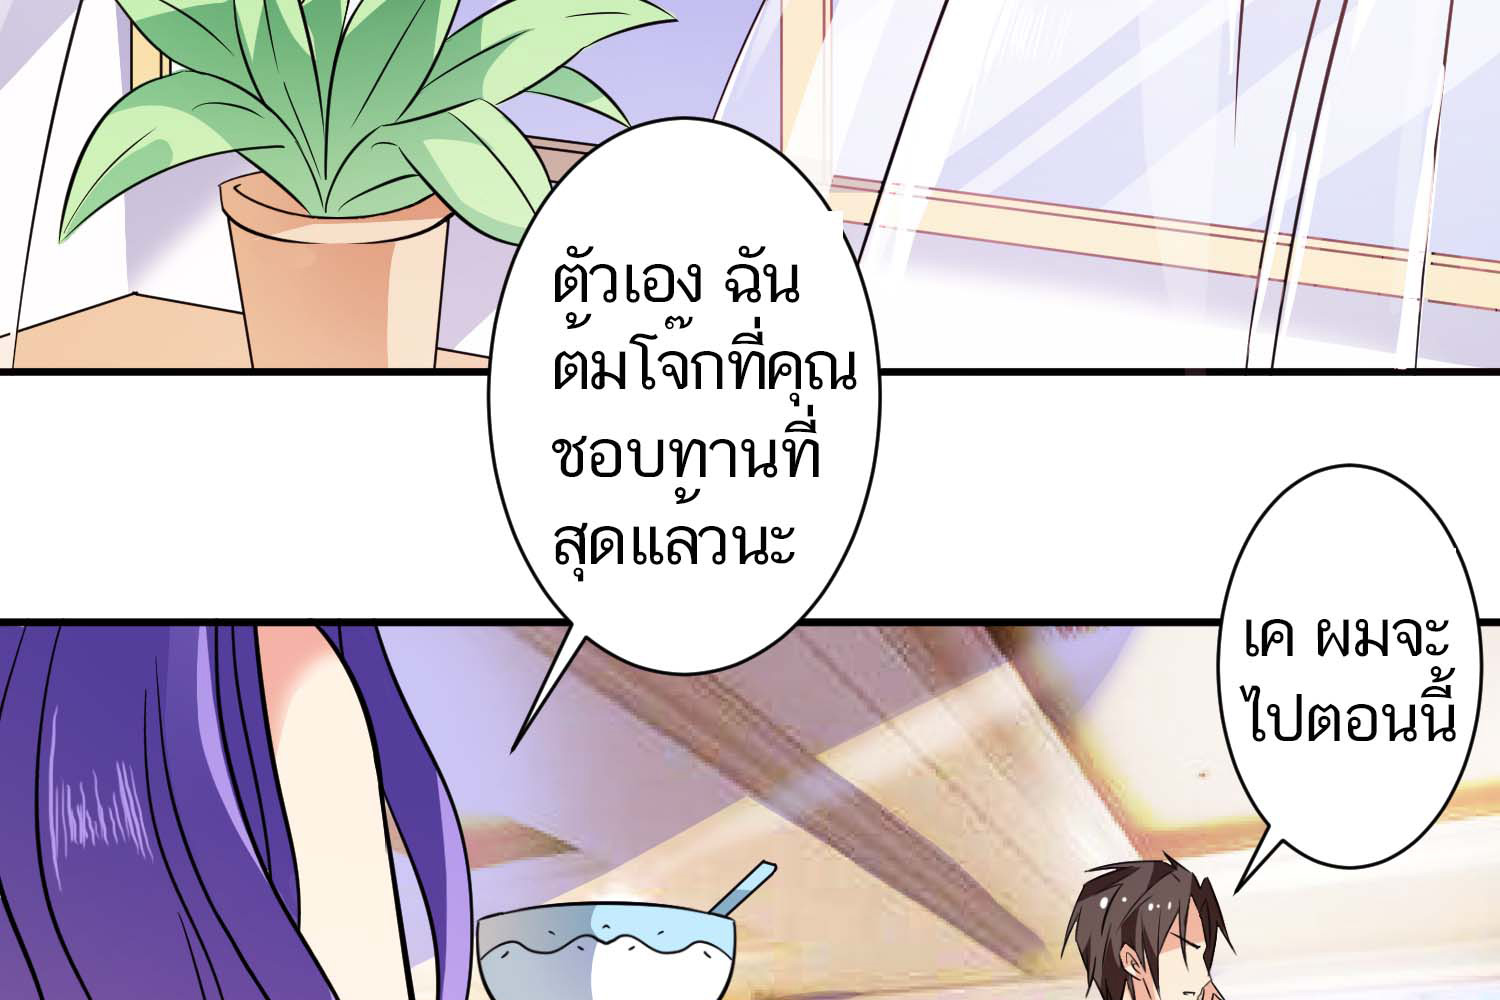 ตัวเอง ฉัน
ต้มโจ๊กที่คุณ
ชอบทานที่
สุดแล้วนะ
เค ผมจะ
ไปตอนนี้